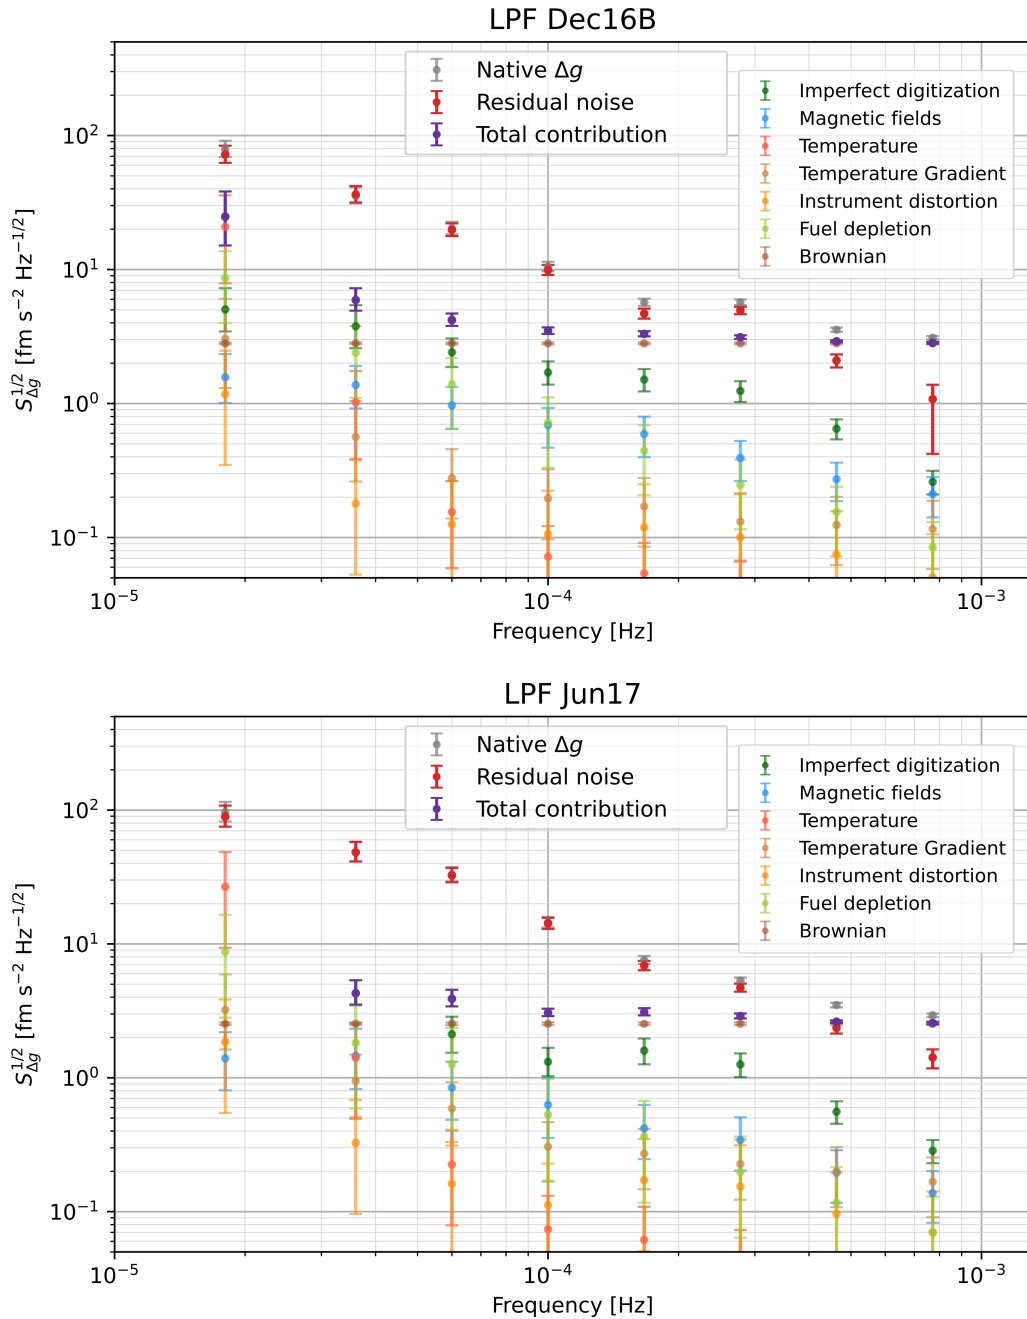 LPF Dec16B
Native Δg
Residual noise
Total contribution
Imperfect digitization
Magnetic fields
Temperature
Temperature Gradient
Instrument distortion
Fuel depletion
Brownian
10²
10¹
10⁰
10⁻¹
S^{1/2}_{Δg} [fm s⁻² Hz^{−1/2}]
10⁻⁵
10⁻⁴
10⁻³
Frequency [Hz]
LPF Jun17
Native Δg
Residual noise
Total contribution
Imperfect digitization
Magnetic fields
Temperature
Temperature Gradient
Instrument distortion
Fuel depletion
Brownian
10²
10¹
10⁰
10⁻¹
S^{1/2}_{Δg} [fm s⁻² Hz^{−1/2}]
10⁻⁵
10⁻⁴
10⁻³
Frequency [Hz]